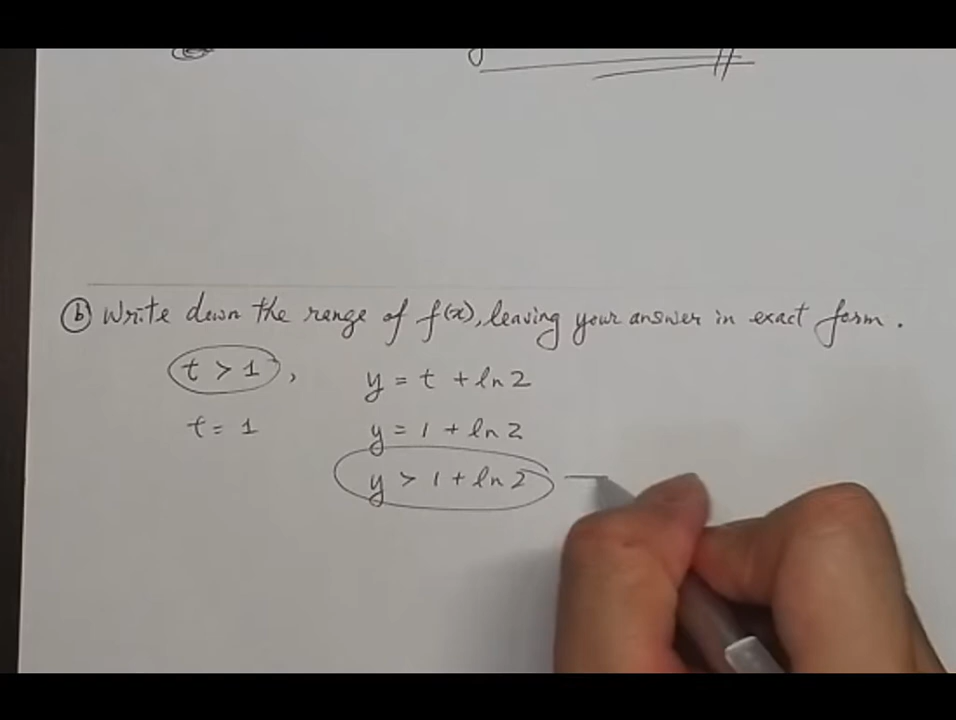 (b) Write down the range of f(x), leaving your answer in exact form.
t > 1, y = t + ln 2
t = 1 y = 1 + ln 2
y > 1 + ln 2